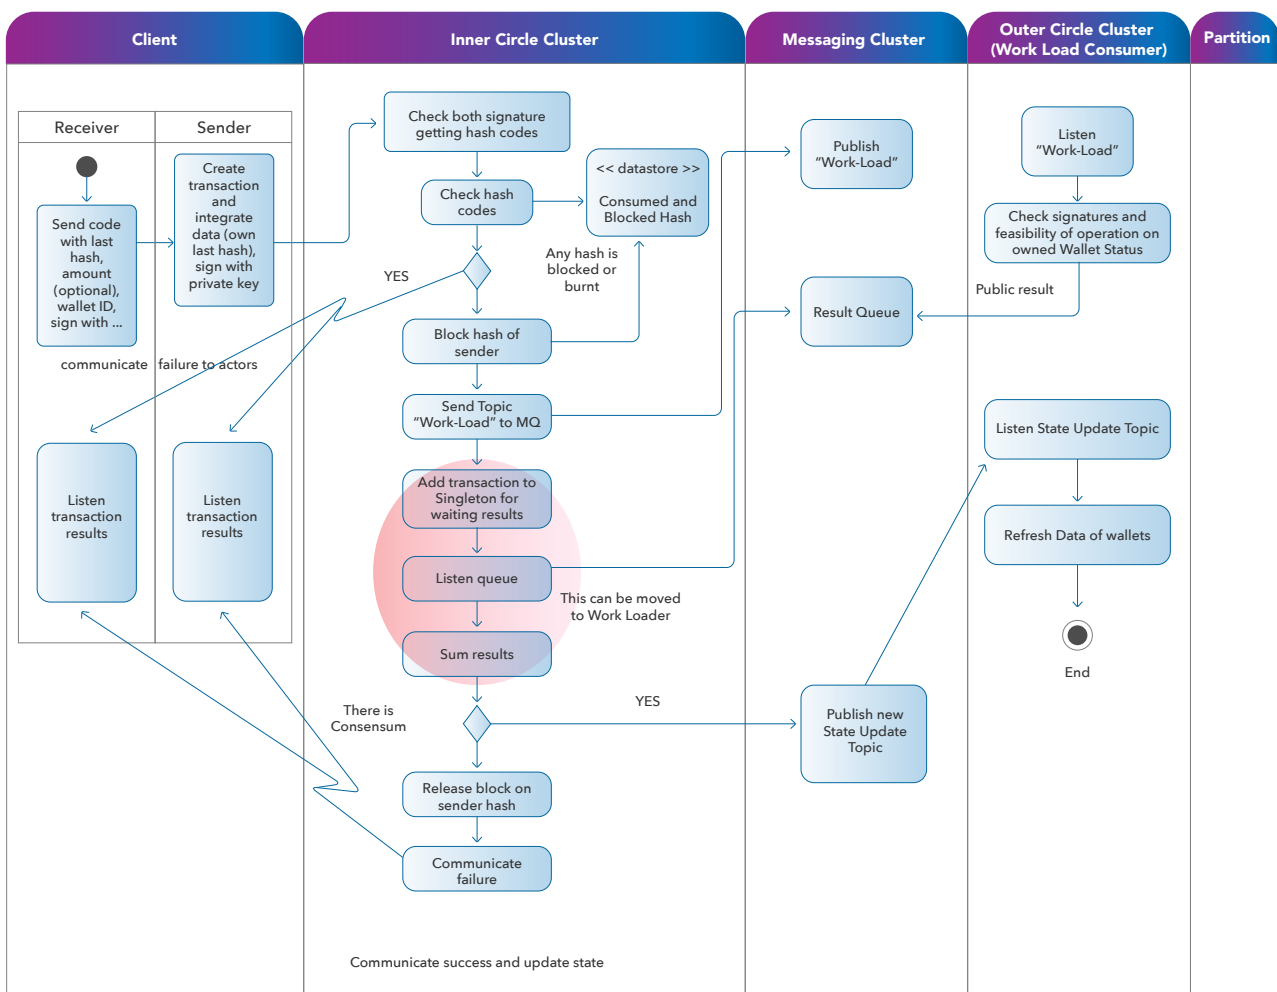 Client
Inner Circle Cluster
Messaging Cluster
Outer Circle Cluster
(Work Load Consumer)
Partition
Receiver
Sender
Send code
with last
hash,
amount
(optional),
wallet ID,
sign with ...
Create
transaction
and
integrate
data (own
last hash),
sign with
private key
communicate failure to actors
Listen
transaction
results
Listen
transaction
results
Check both signature
getting hash codes
Check hash
codes
<< datastore >>
Consumed and
Blocked Hash
Any hash is
blocked or
burnt
YES
Block hash of
sender
Send Topic
“Work-Load” to MQ
Add transaction to
Singleton for
waiting results
Listen queue
This can be moved
to Work Loader
Sum results
There is
Consensum
YES
Release block on
sender hash
Communicate
failure
Communicate success and update state
Publish
“Work-Load”
Result Queue
Publish new
State Update
Topic
Listen
“Work-Load”
Check signatures and
feasibility of operation on
owned Wallet Status
Public result
Listen State Update Topic
Refresh Data of wallets
End